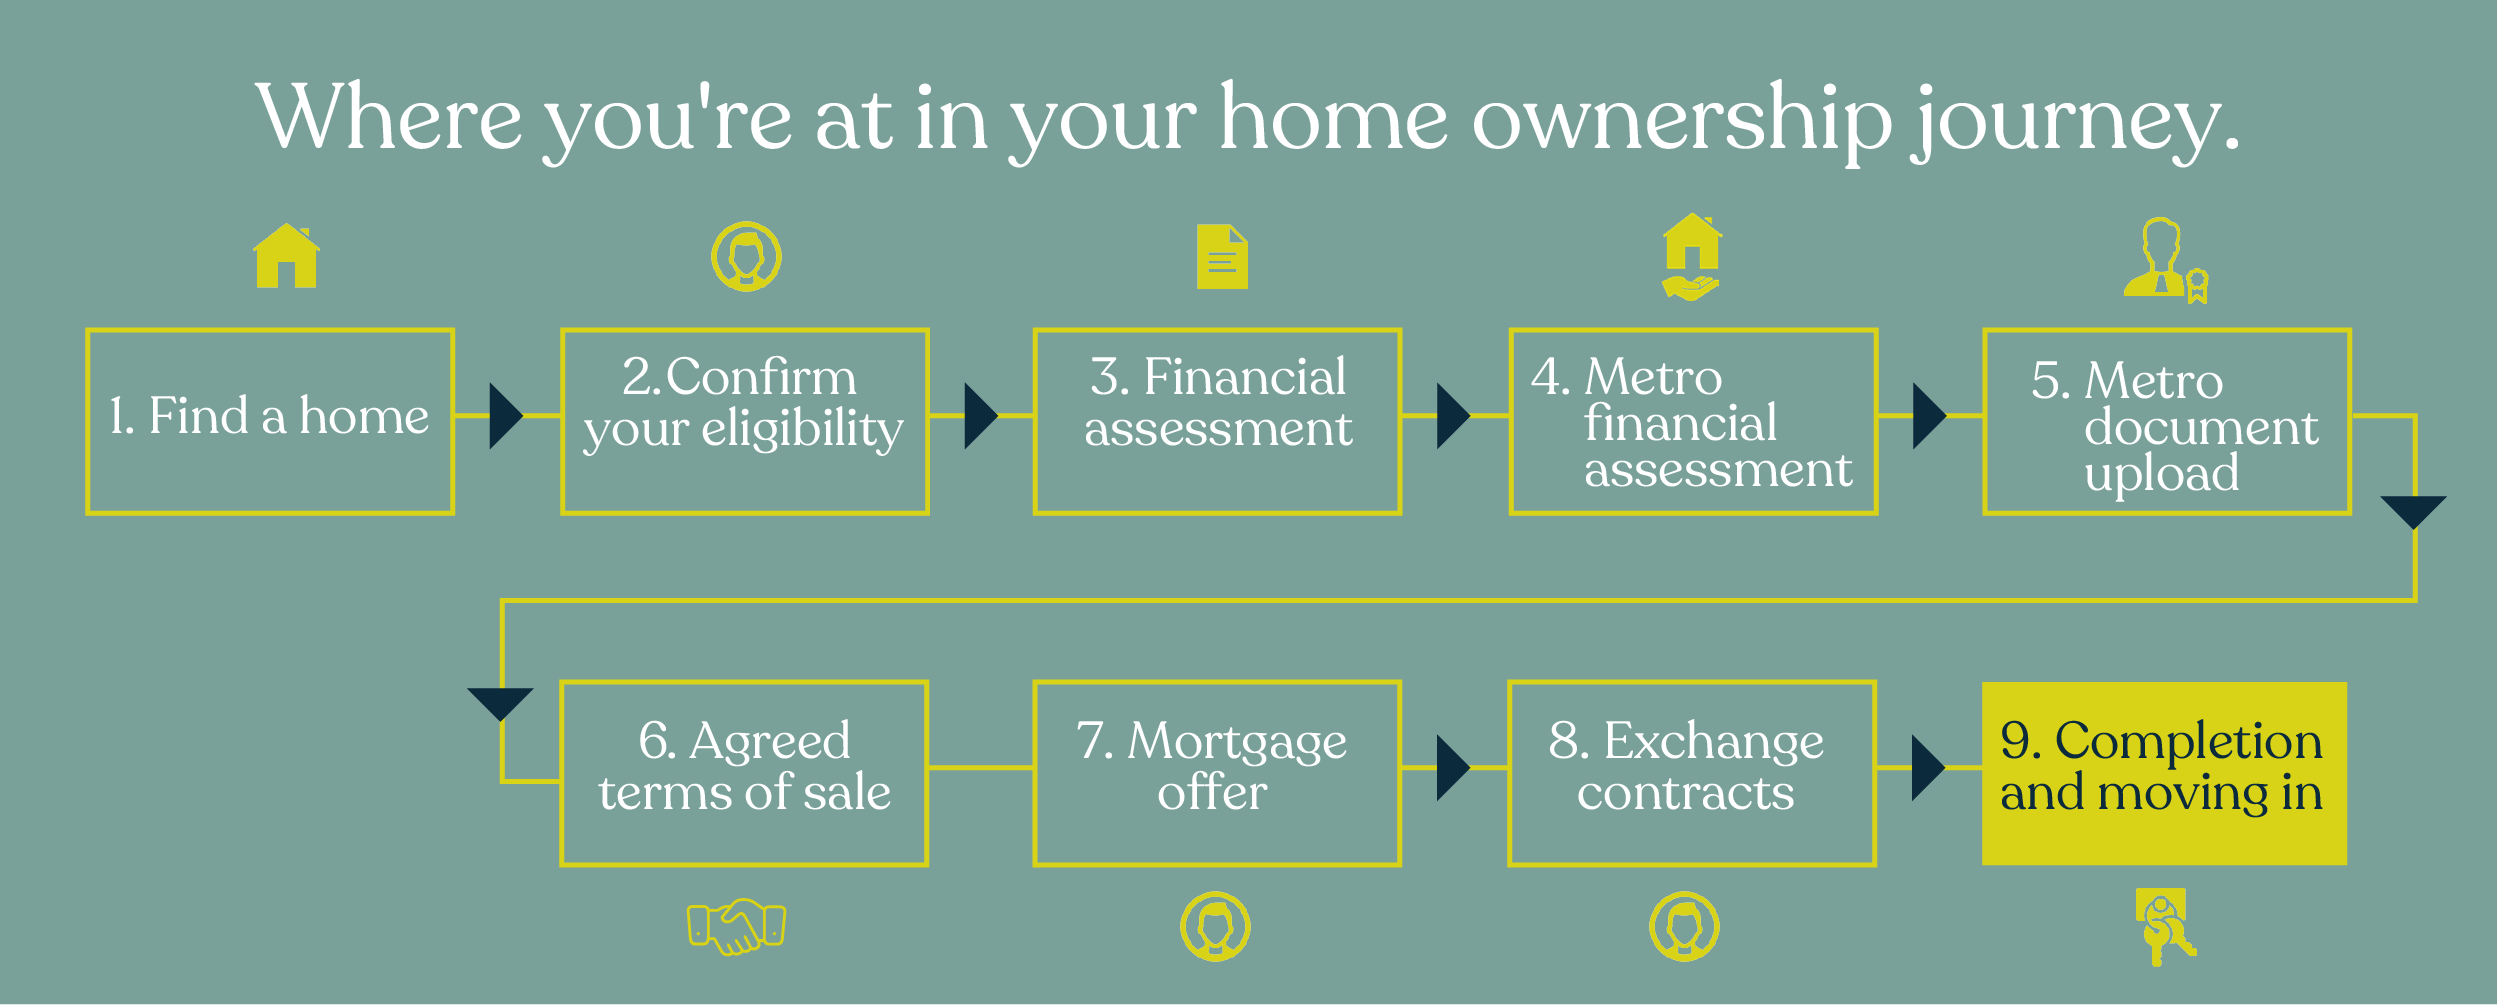 Where you're at in your home ownership journey.
1. Find a home
2.Confirm
your eligibility
3. Financial
assessment
4. Metro
financial
assessment
5. Metro
document
upload
6. Agreed
terms of sale
7. Mortgage
offer
8. Exchange
contracts
9. Completion
and moving in